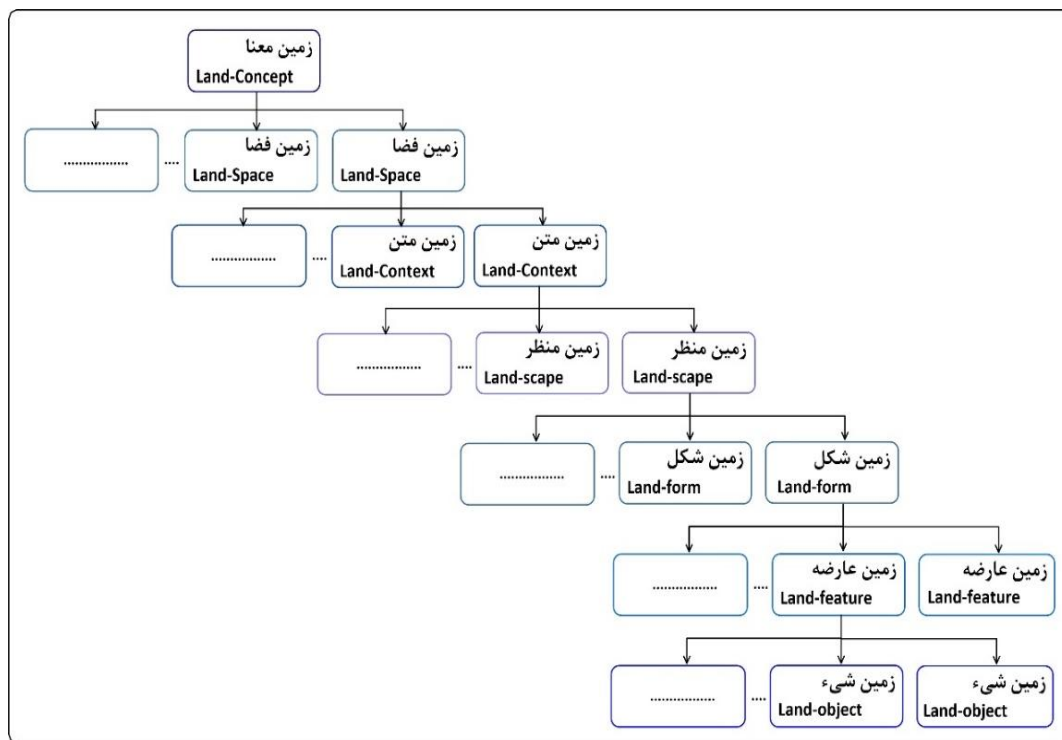 زمین معنا
Land-Concept
................. .... زمین فضا زمین فضا
Land-Space Land-Space
................. .... زمین متن زمین متن
Land-Context Land-Context
................. .... زمین منظر زمین منظر
Land-scape Land-scape
................. .... زمین شکل زمین شکل
Land-form Land-form
................. .... زمین عارضه زمین عارضه
Land-feature Land-feature
................. .... زمین شیء زمین شیء
Land-object Land-object